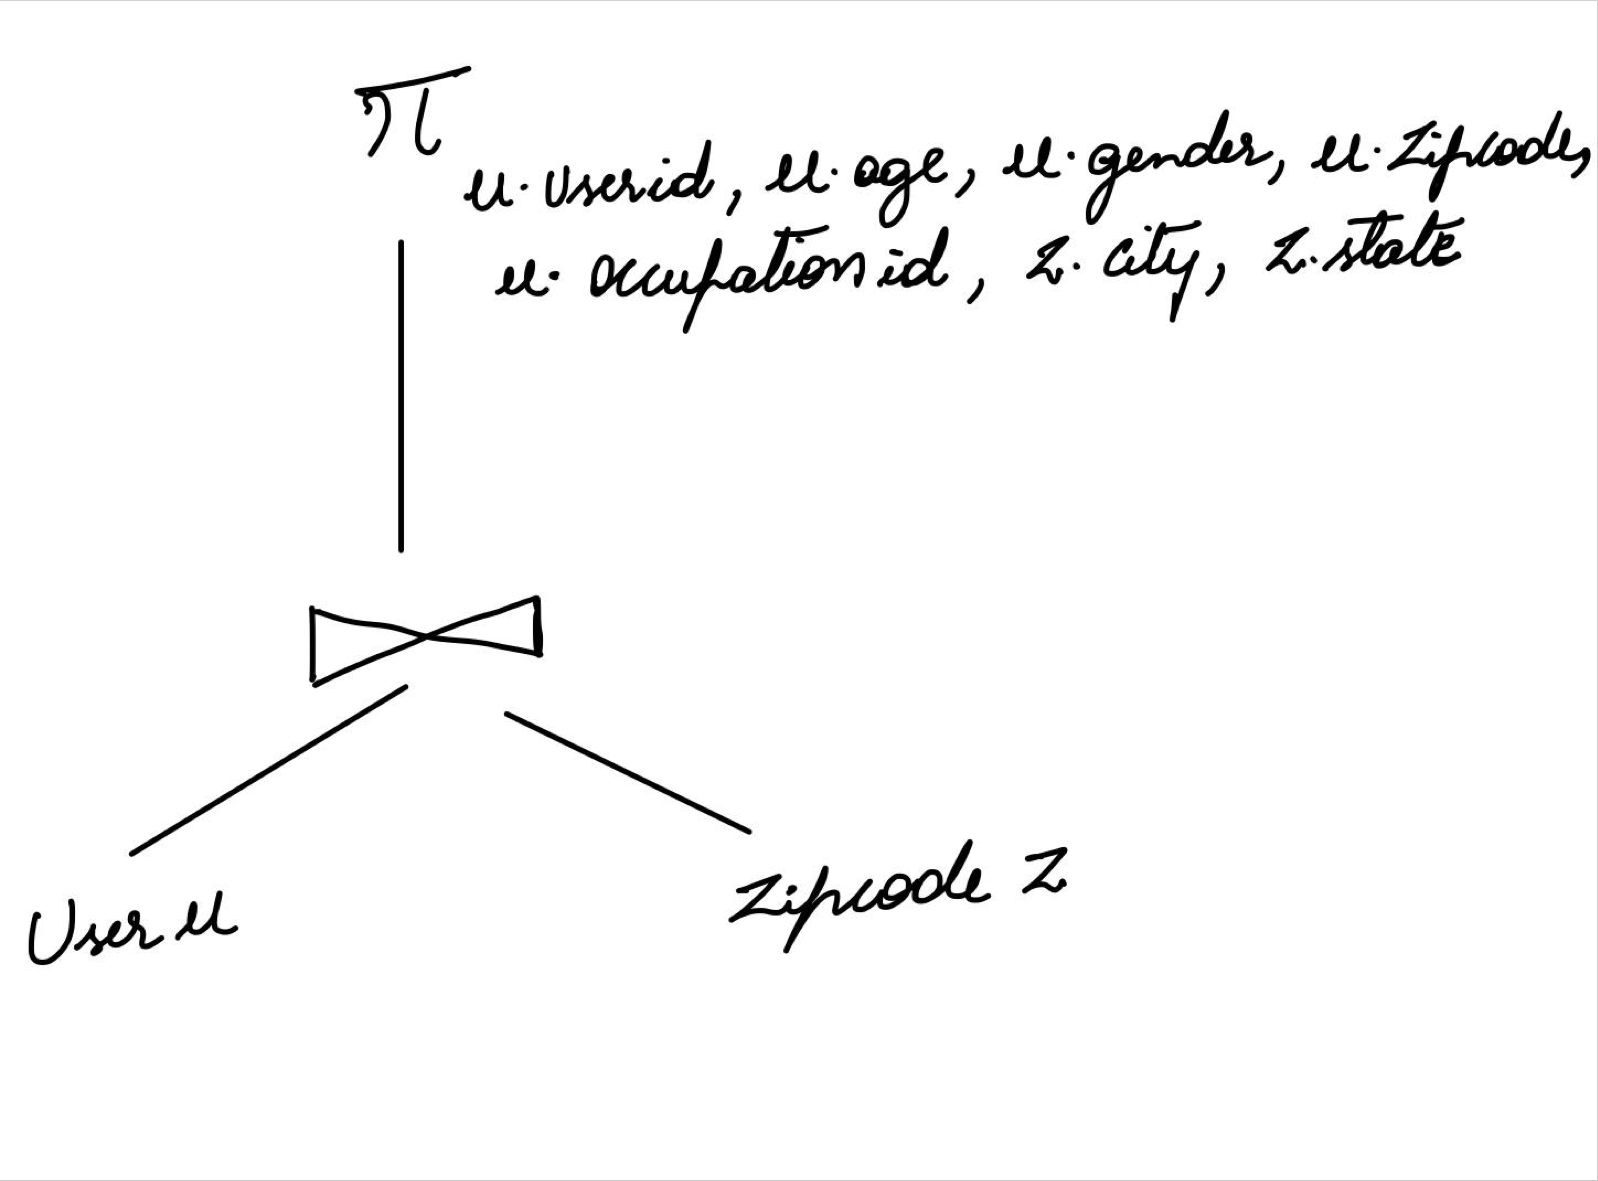 π
u.userid, u.age, u.gender, u.zipcode,
u.occupationid, z.city, z.state
⋈
User u
Zipcode z